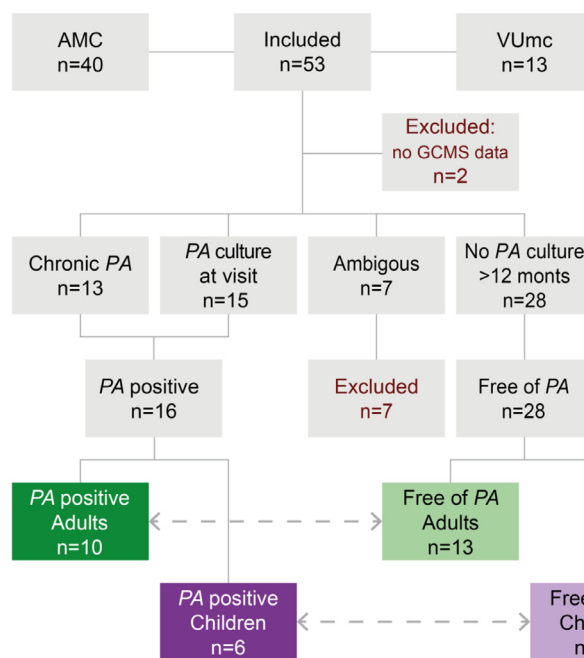 AMC
n=40
Included
n=53
VUmc
n=13
Excluded:
no GCMS data
n=2
Chronic PA
n=13
PA culture
at visit
n=15
Ambigous
n=7
No PA culture
>12 monts
n=28
PA positive
n=16
Excluded
n=7
Free of PA
n=28
PA positive
Adults
n=10
Free of PA
Adults
n=13
PA positive
Children
n=6
Free